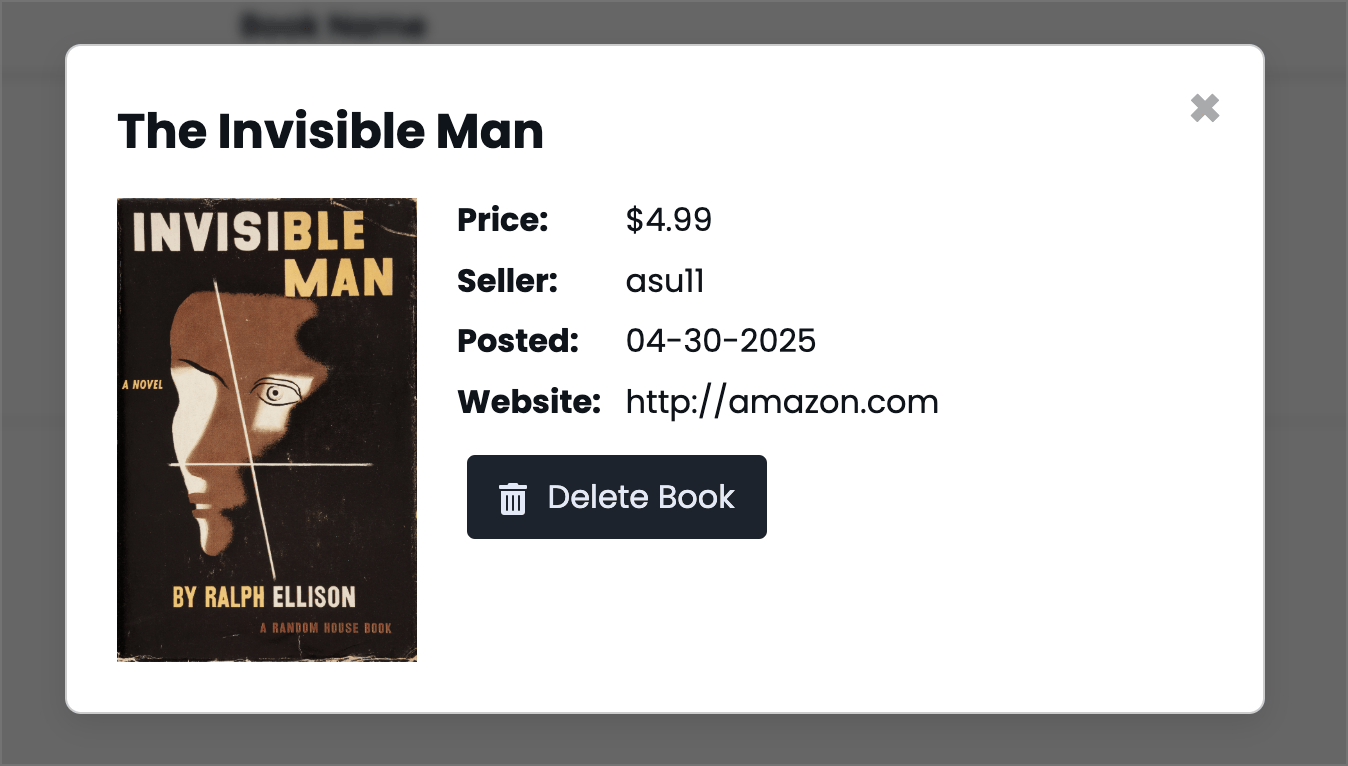 Book Name
The Invisible Man
✖
INVISIBLE
MAN
A NOVEL
BY RALPH ELLISON
A RANDOM HOUSE BOOK
Price: $4.99
Seller: asu11
Posted: 04-30-2025
Website: http://amazon.com
Delete Book